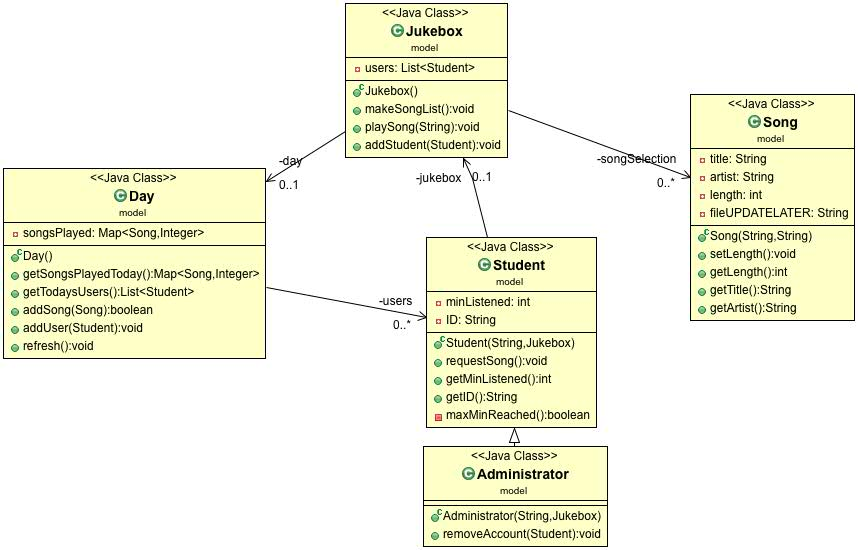 <<Java Class>>
C Jukebox
model
users: List<Student>
c Jukebox()
makeSongList():void
playSong(String):void
addStudent(Student):void
-day
0..1
-jukebox
0..1
-songSelection
0..*
<<Java Class>>
C Song
model
title: String
artist: String
length: int
fileUPDATELATER: String
c Song(String,String)
setLength():void
getLength():int
getTitle():String
getArtist():String
<<Java Class>>
C Day
model
songsPlayed: Map<Song,Integer>
c Day()
getSongsPlayedToday():Map<Song,Integer>
getTodaysUsers():List<Student>
addSong(Song):boolean
addUser(Student):void
refresh():void
-users
0..*
<<Java Class>>
C Student
model
minListened: int
ID: String
c Student(String,Jukebox)
requestSong():void
getMinListened():int
getID():String
maxMinReached():boolean
<<Java Class>>
C Administrator
model
c Administrator(String,Jukebox)
removeAccount(Student):void